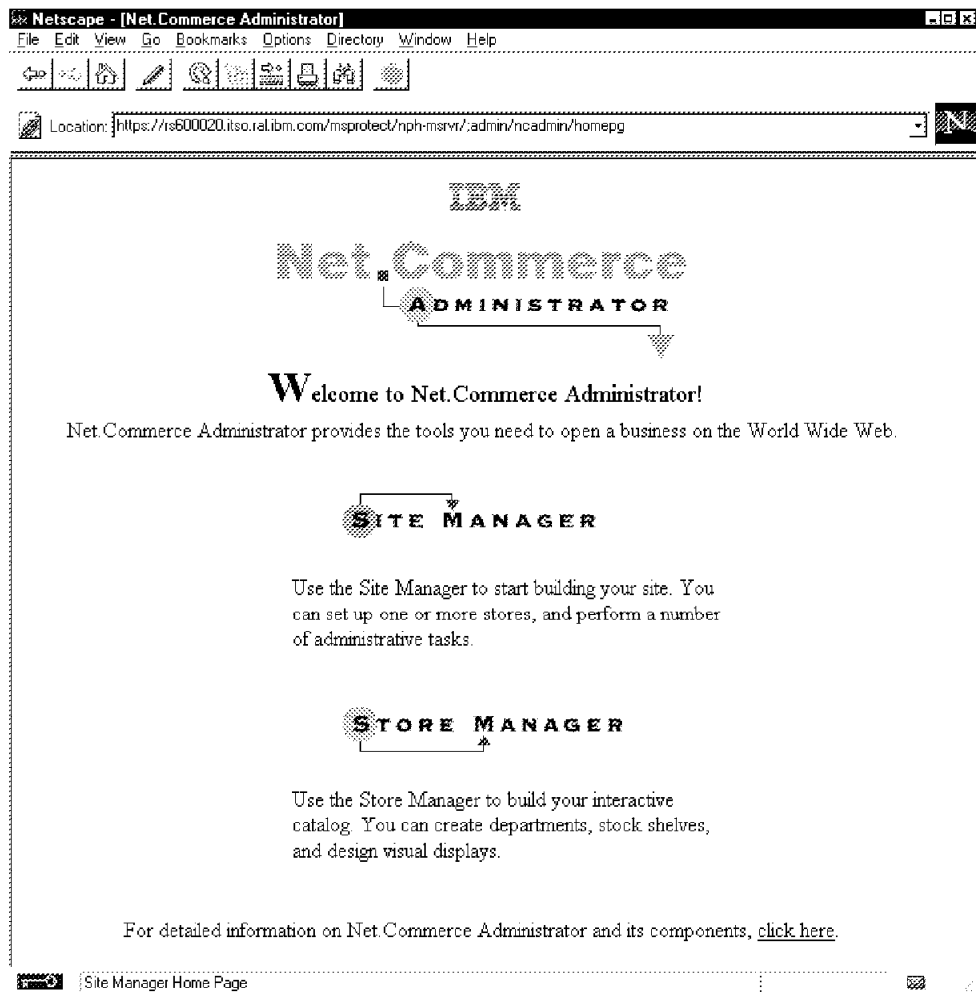 Netscape - [Net.Commerce Administrator]
File Edit View Go Bookmarks Options Directory Window Help
Location: https://rs600020.itso.ral.ibm.com/msprotect/nph-msrvr/;admin/ncadmin/homepg
N
IBM
Net.Commerce
ADMINISTRATOR
Welcome to Net.Commerce Administrator!
Net.Commerce Administrator provides the tools you need to open a business on the World Wide Web.
SITE MANAGER
Use the Site Manager to start building your site. You
can set up one or more stores, and perform a number
of administrative tasks.
STORE MANAGER
Use the Store Manager to build your interactive
catalog. You can create departments, stock shelves,
and design visual displays.
For detailed information on Net.Commerce Administrator and its components, click here.
Site Manager Home Page